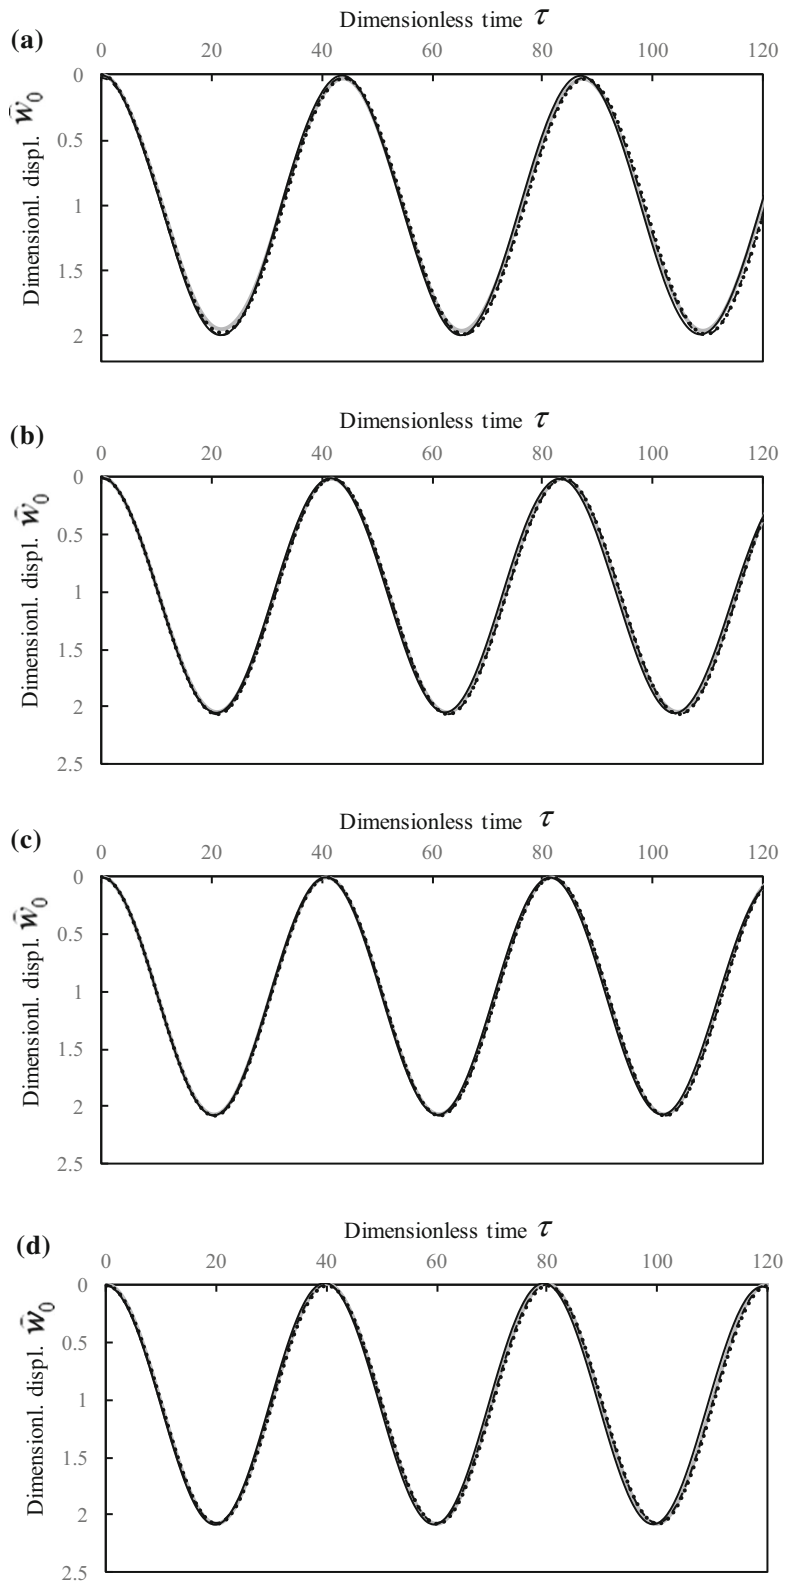 (a)
Dimensionless time τ
0 20 40 60 80 100 120
Dimensionl. displ. ŵ₀
0
0.5
1
1.5
2
(b)
Dimensionless time τ
0 20 40 60 80 100 120
Dimensionl. displ. ŵ₀
0
0.5
1
1.5
2
2.5
(c)
Dimensionless time τ
0 20 40 60 80 100 120
Dimensionl. displ. ŵ₀
0
0.5
1
1.5
2
2.5
(d)
Dimensionless time τ
0 20 40 60 80 100 120
Dimensionl. displ. ŵ₀
0
0.5
1
1.5
2
2.5